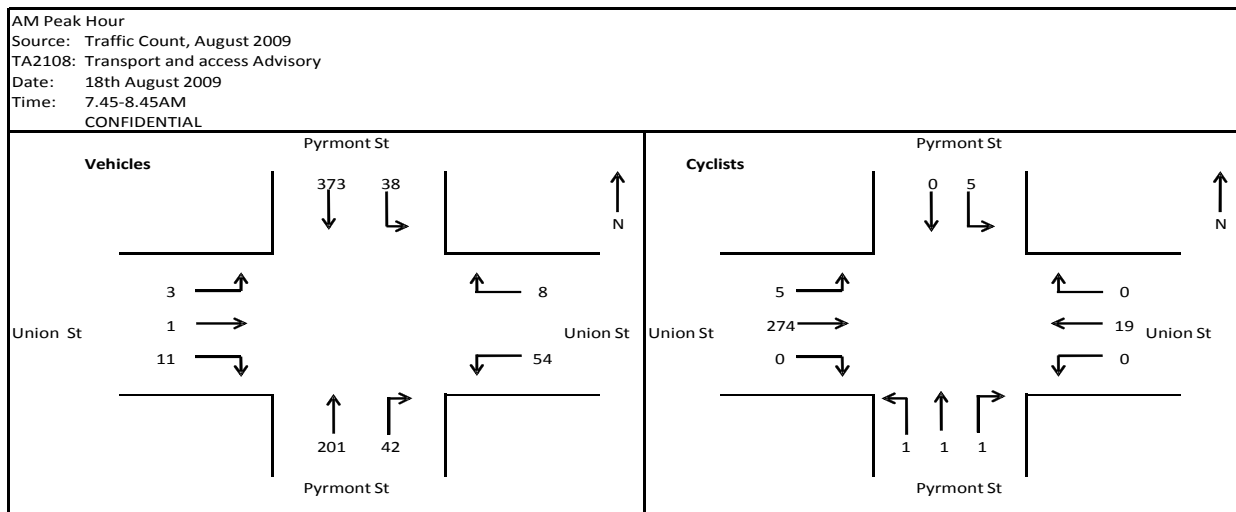 AM Peak Hour
Source: Traffic Count, August 2009
TA2108: Transport and access Advisory
Date: 18th August 2009
Time: 7.45-8.45AM
CONFIDENTIAL
Pyrmont St
Vehicles
373 38
N
3
8
Union St
1
Union St
11
54
201 42
Pyrmont St
Pyrmont St
Cyclists
0 5
N
5
0
Union St
274
19
Union St
0
0
1 1 1
Pyrmont St